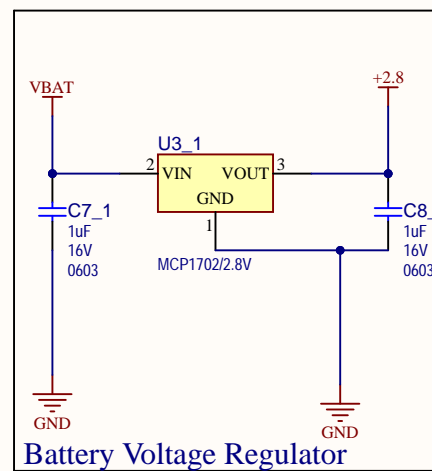 VBAT
+2.8
U3_1
2
VIN
VOUT
3
GND
1
C7_1
1uF
16V
0603
C8_
1uF
16V
0603
MCP1702/2.8V
GND
GND
Battery Voltage Regulator